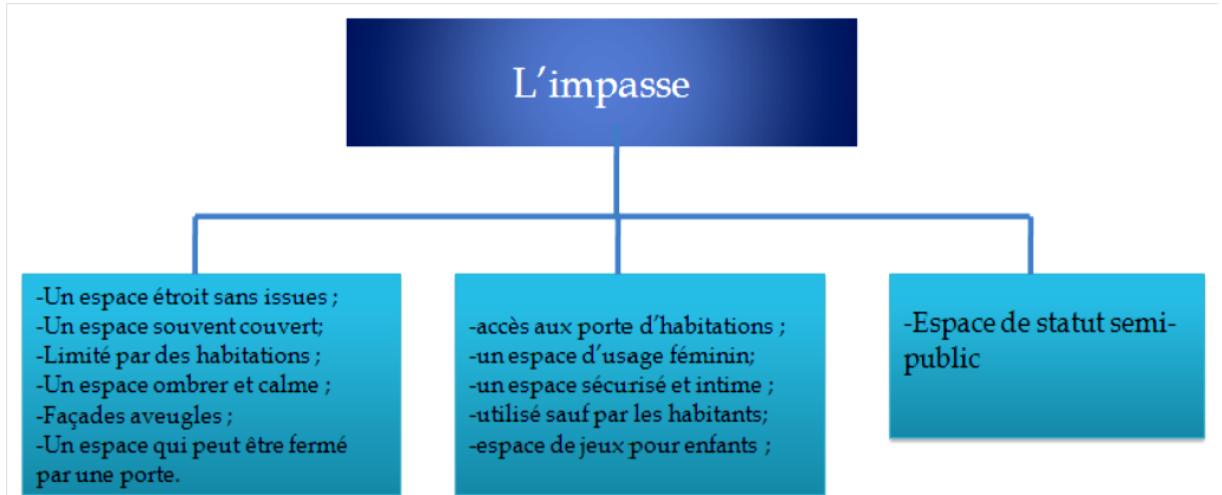 L'impasse
-Un espace étroit sans issues ;
-Un espace souvent couvert;
-Limité par des habitations ;
-Un espace ombrer et calme ;
-Façades aveugles ;
-Un espace qui peut être fermé
par une porte.
-accès aux porte d'habitations ;
-un espace d'usage féminin;
-un espace sécurisé et intime ;
-utilisé sauf par les habitants;
-espace de jeux pour enfants ;
-Espace de statut semi-
public